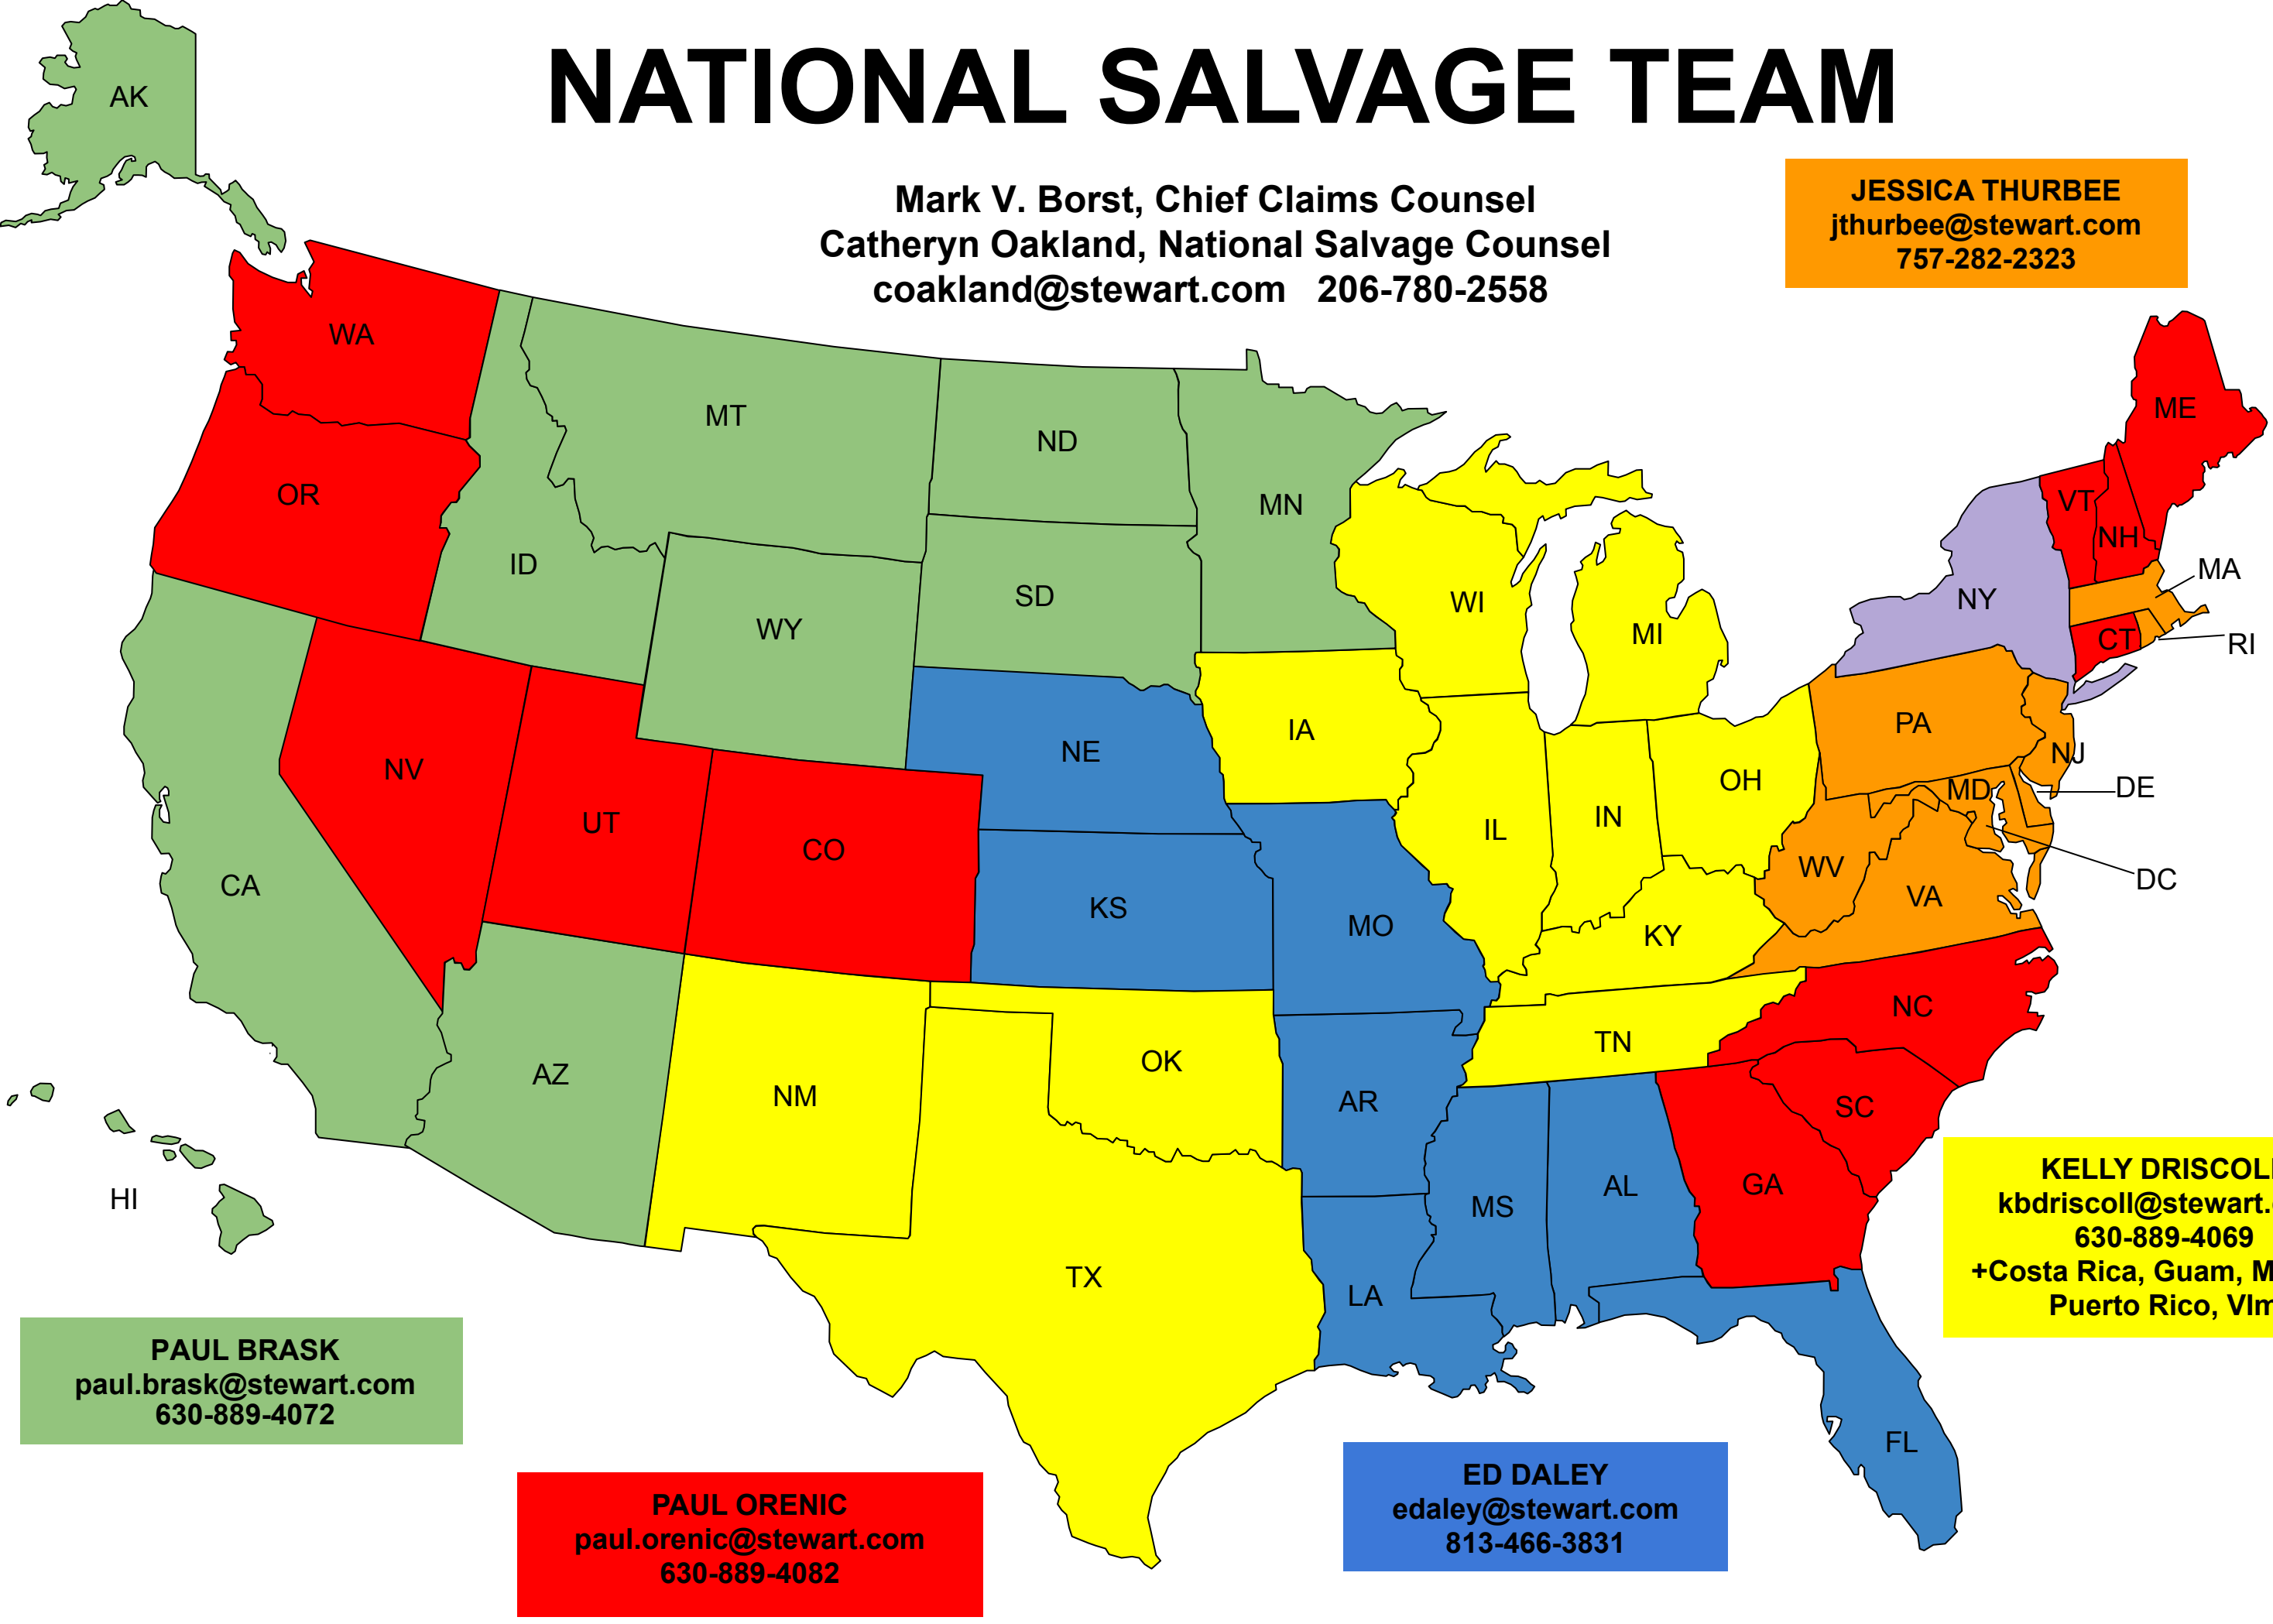 NATIONAL SALVAGE TEAM
Mark V. Borst, Chief Claims Counsel
Catheryn Oakland, National Salvage Counsel
coakland@stewart.com 206-780-2558
JESSICA THURBEE
jthurbee@stewart.com
757-282-2323
AK
WA
OR
MT
ND
MN
ID
SD
WY
WI
MI
ME
VT
NH
NY
MA
CT
RI
NV
UT
CO
CA
NE
IA
KS
MO
IL
IN
OH
PA
NJ
MD
DE
WV
VA
DC
KY
TN
NC
SC
AZ
NM
OK
AR
TX
LA
MS
AL
GA
FL
HI
KELLY
kbdriscoll@stewart.
630-889-4069
+Costa Rica, Guam,
Puerto Rico,
PAUL BRASK
paul.brask@stewart.com
630-889-4072
PAUL ORENIC
paul.orenic@stewart.com
630-889-4082
ED DALEY
edaley@stewart.com
813-466-3831